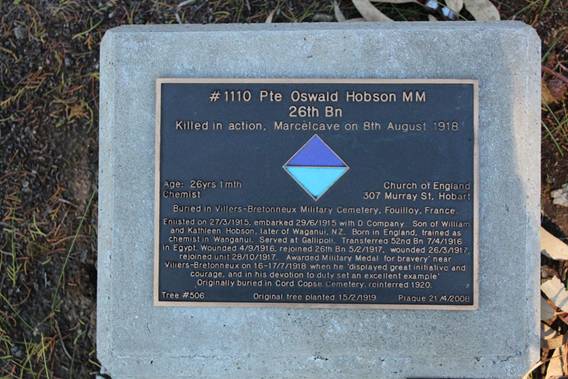 #1110 Pte Oswald Hobson MM
26th Bn
Killed in action, Marcelcave on 8th August 1918
Age: 26yrs 1mth
Chemist
Church of England
307 Murray St, Hobart
Buried in Villers-Bretonneux Military Cemetery, Fouilloy, France.
Enlisted on 27/3/1915, embarked 29/6/1915 with D Company. Son of William
and Kathleen Hobson, later of Waganui, NZ. Born in England, trained as
chemist in Wanganui. Served at Gallipoli. Transferred 52nd Bn 7/4/1916
in Egypt. Wounded 4/9/1916, rejoined 26th Bn 5/2/1917, wounded 26/3/1917,
rejoined unit 28/10/1917. Awarded Military Medal 'for bravery' near
Villers-Bretonneux on 16-17/7/1918 when he 'displayed great initiative and
courage, and in his devotion to duty set an excellent example'
Originally buried in Cord Copse Cemetery, reinterred 1920.
Tree #506 Original tree planted 15/2/1919 Plaque 21/4/2008